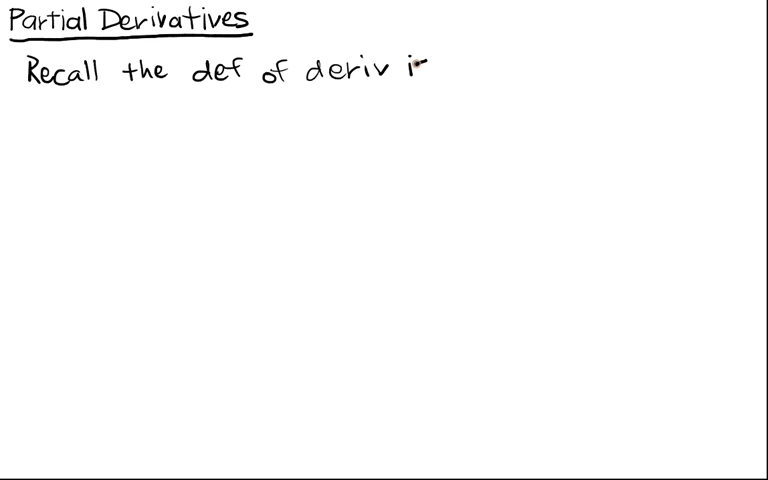 Partial Derivatives
Recall the def of deriv i